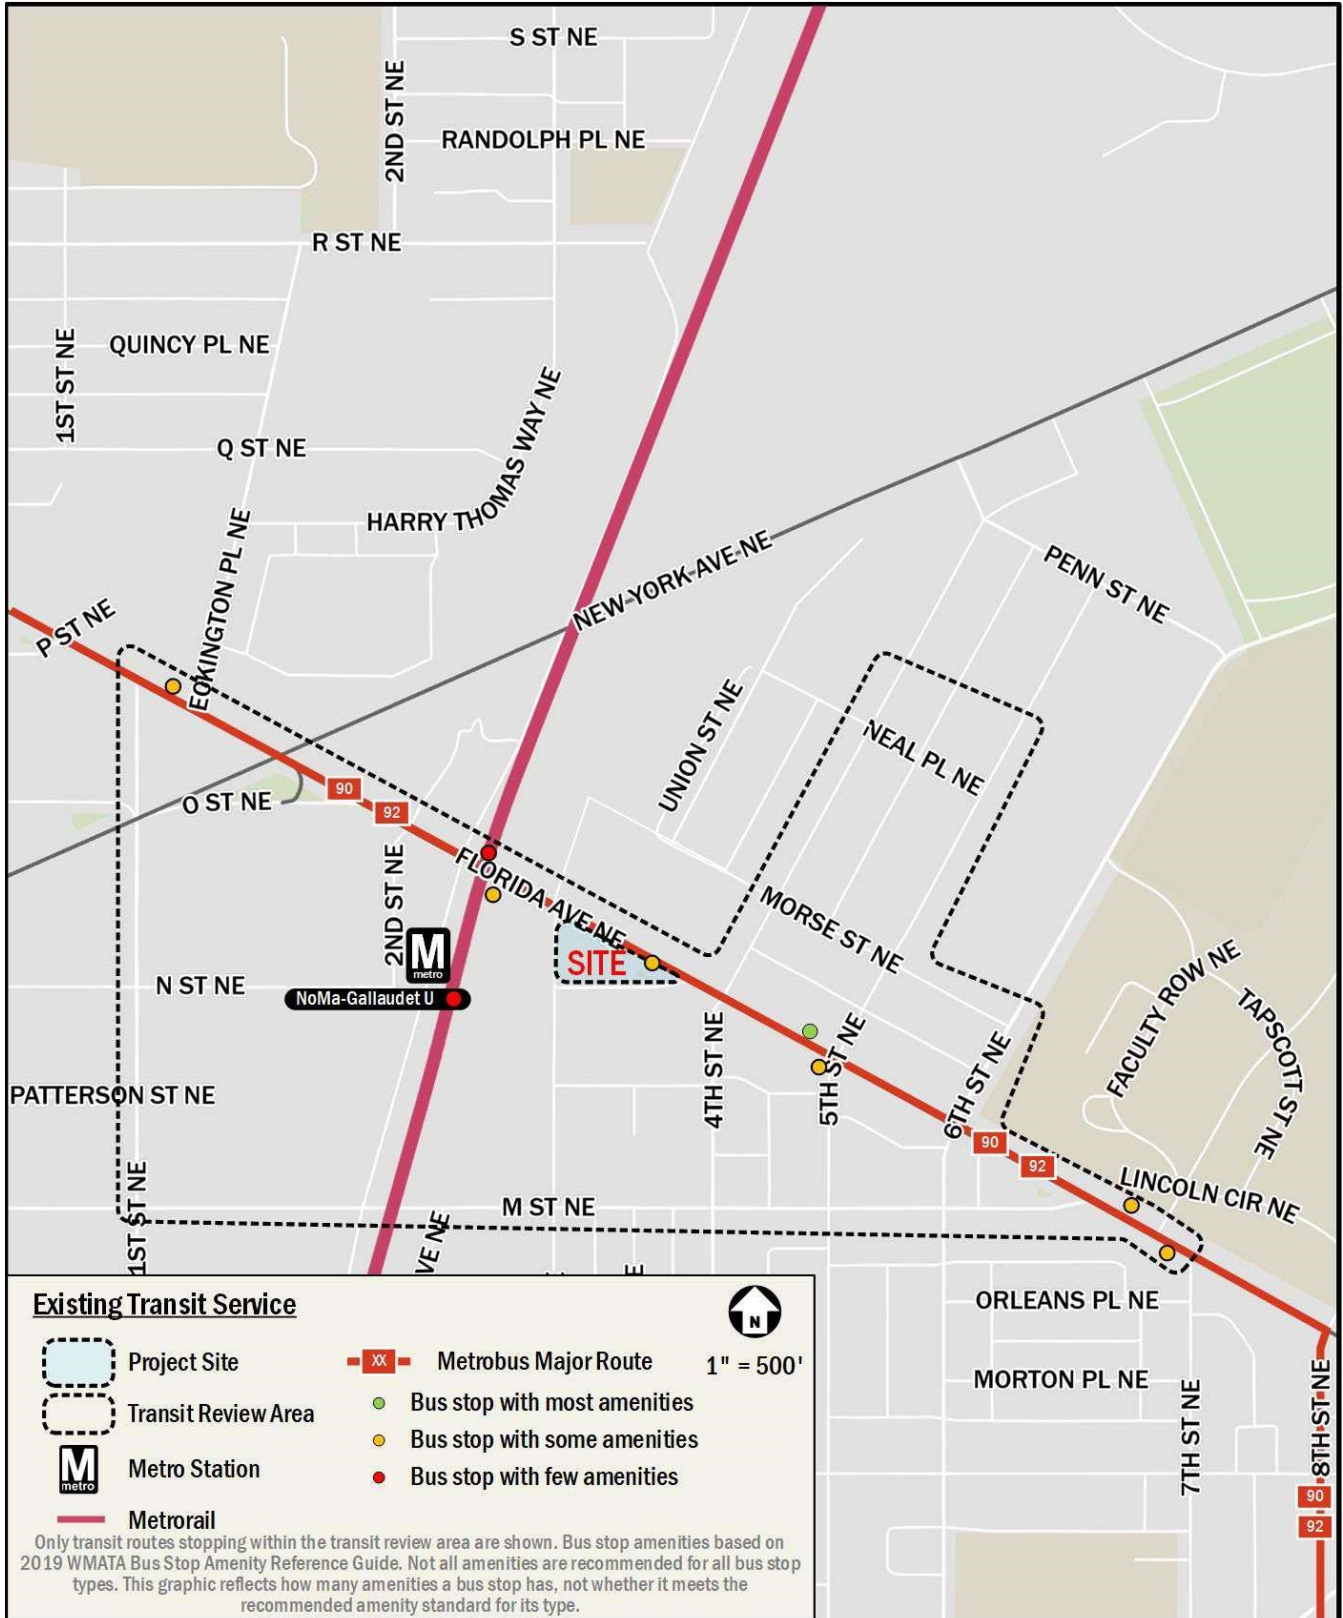 S ST NE
2ND ST NE
RANDOLPH PL NE
R ST NE
1ST ST NE
QUINCY PL NE
Q ST NE
HARRY THOMAS WAY NE
ECKINGTON PL NE
NEW YORK AVE NE
PENN ST NE
P ST NE
UNION ST NE
NEAL PL NE
90
92
O ST NE
2ND ST NE
FLORIDA AVE NE
MORSE ST NE
M
metro
SITE
N ST NE
NoMa-Gallaudet U
FACULTY ROW NE
TAPSCOTT ST NE
4TH ST NE
5TH ST NE
6TH ST NE
PATTERSON ST NE
90
92
LINCOLN CIR NE
1ST ST NE
M ST NE
VE NE
E
ORLEANS PL NE
MORTON PL NE
7TH ST NE
8TH ST NE
90
92
Existing Transit Service
N
1" = 500'
Project Site
Transit Review Area
M
metro
Metro Station
Metrorail
XX
Metrobus Major Route
Bus stop with most amenities
Bus stop with some amenities
Bus stop with few amenities
Only transit routes stopping within the transit review area are shown. Bus stop amenities based on
2019 WMATA Bus Stop Amenity Reference Guide. Not all amenities are recommended for all bus stop
types. This graphic reflects how many amenities a bus stop has, not whether it meets the
recommended amenity standard for its type.